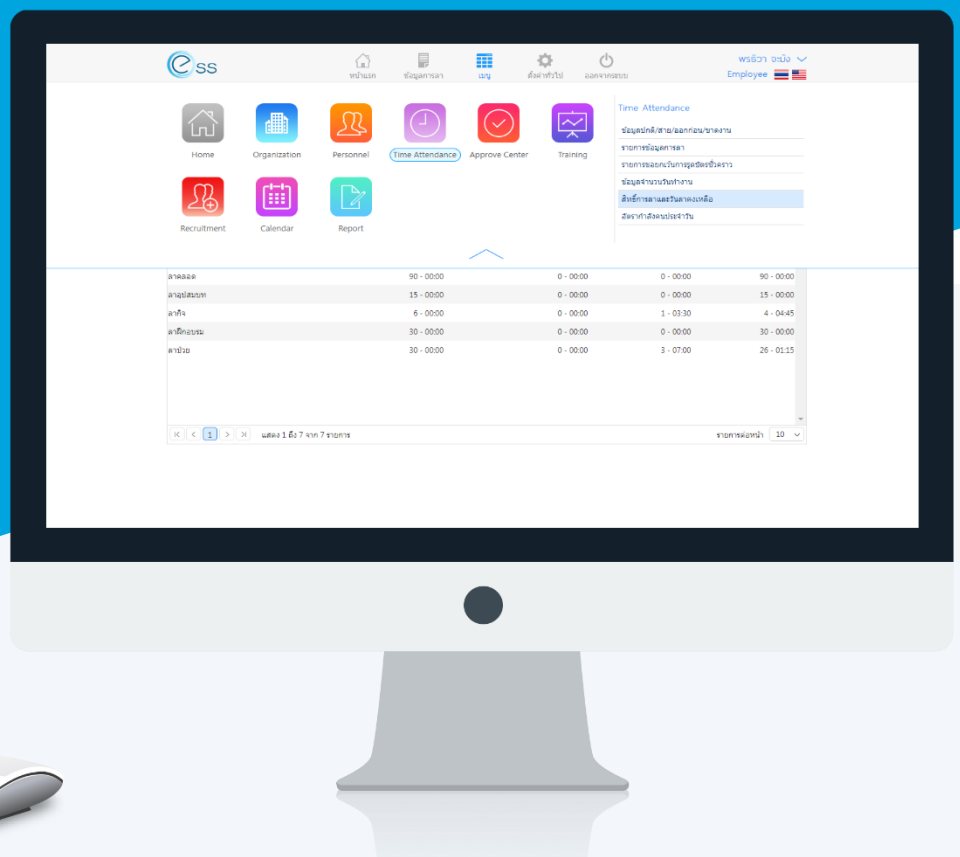 ess
หน้าแรก ข้อมูลการลา เมนู ตั้งค่าทั่วไป ออกจากระบบ
พรธิวา จะมัง
Employee
Home Organization Personnel Time Attendance Approve Center Training
Recruitment Calendar Report
Time Attendance
ข้อมูลปกติ/สาย/ออกก่อน/ขาดงาน
รายการข้อมูลการลา
รายการขอยกเว้นการรูดบัตรชั่วคราว
ข้อมูลจำนวนวันทำงาน
สิทธิ์การลาและวันลาคงเหลือ
อัตรากำลังคนประจำวัน
ลาคลอด 90 - 00:00 0 - 00:00 0 - 00:00 90 - 00:00
ลาอุปสมบท 15 - 00:00 0 - 00:00 0 - 00:00 15 - 00:00
ลากิจ 6 - 00:00 0 - 00:00 1 - 03:30 4 - 04:45
ลาฝึกอบรม 30 - 00:00 0 - 00:00 0 - 00:00 30 - 00:00
ลาป่วย 30 - 00:00 0 - 00:00 3 - 07:00 26 - 01:15
1 แสดง 1 ถึง 7 จาก 7 รายการ รายการต่อหน้า 10